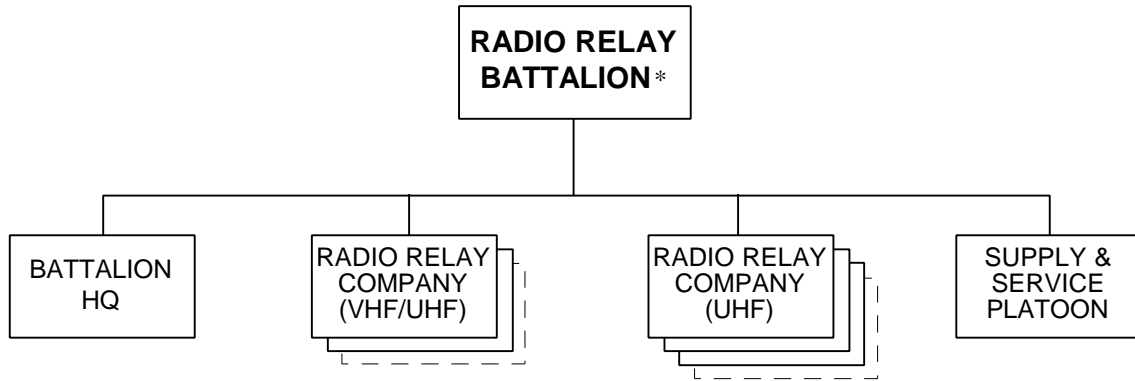 RADIO RELAY
BATTALION*
BATTALION
HQ
RADIO RELAY
COMPANY
(VHF/UHF)
RADIO RELAY
COMPANY
(UHF)
SUPPLY &
SERVICE
PLATOON